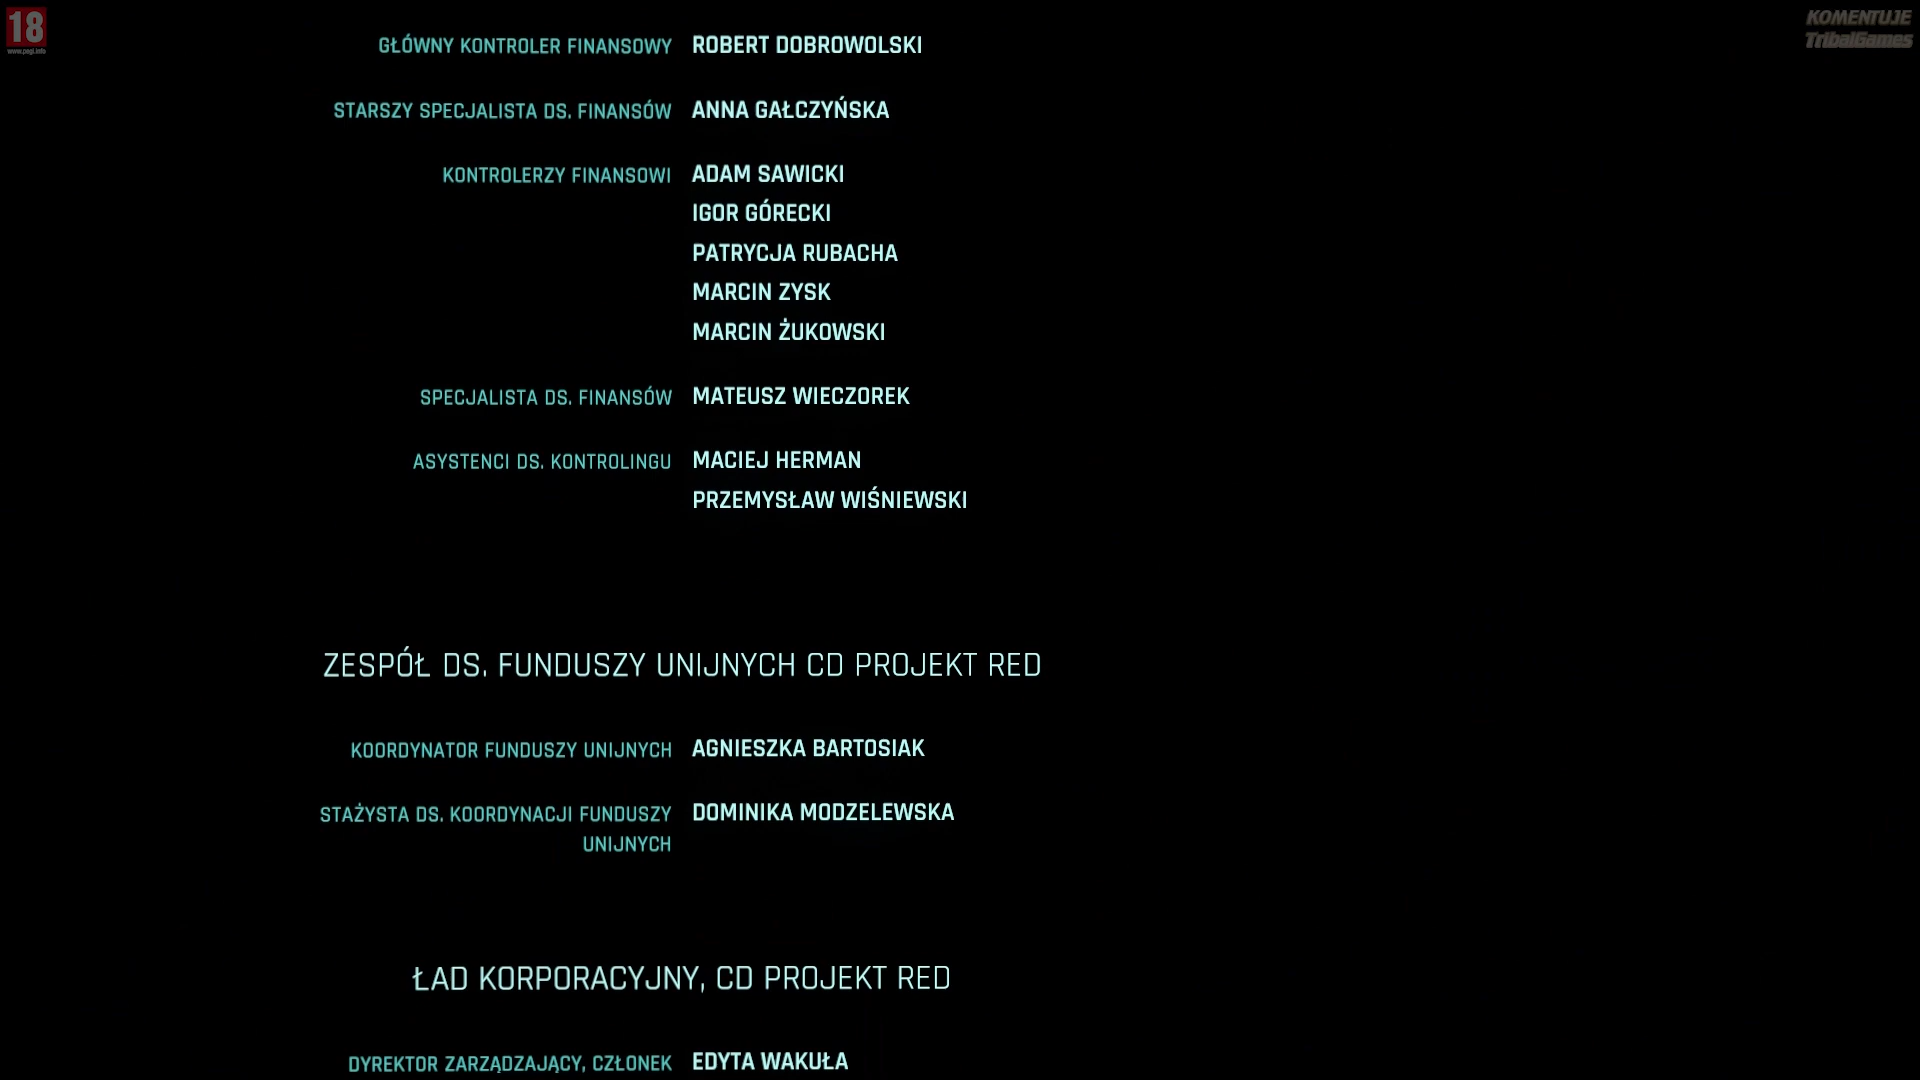 18
www.pegi.info
KOMENTUJE
TribalGames
GŁÓWNY KONTROLER FINANSOWY ROBERT DOBROWOLSKI
STARSZY SPECJALISTA DS. FINANSÓW ANNA GAŁCZYŃSKA
KONTROLERZY FINANSOWI ADAM SAWICKI
IGOR GÓRECKI
PATRYCJA RUBACHA
MARCIN ZYSK
MARCIN ŻUKOWSKI
SPECJALISTA DS. FINANSÓW MATEUSZ WIECZOREK
ASYSTENCI DS. KONTROLINGU MACIEJ HERMAN
PRZEMYSŁAW WIŚNIEWSKI
ZESPÓŁ DS. FUNDUSZY UNIJNYCH CD PROJEKT RED
KOORDYNATOR FUNDUSZY UNIJNYCH AGNIESZKA BARTOSIAK
STAŻYSTA DS. KOORDYNACJI FUNDUSZY DOMINIKA MODZELEWSKA
UNIJNYCH
ŁAD KORPORACYJNY, CD PROJEKT RED
DYREKTOR ZARZĄDZAJĄCY, CZŁONEK EDYTA WAKUŁA